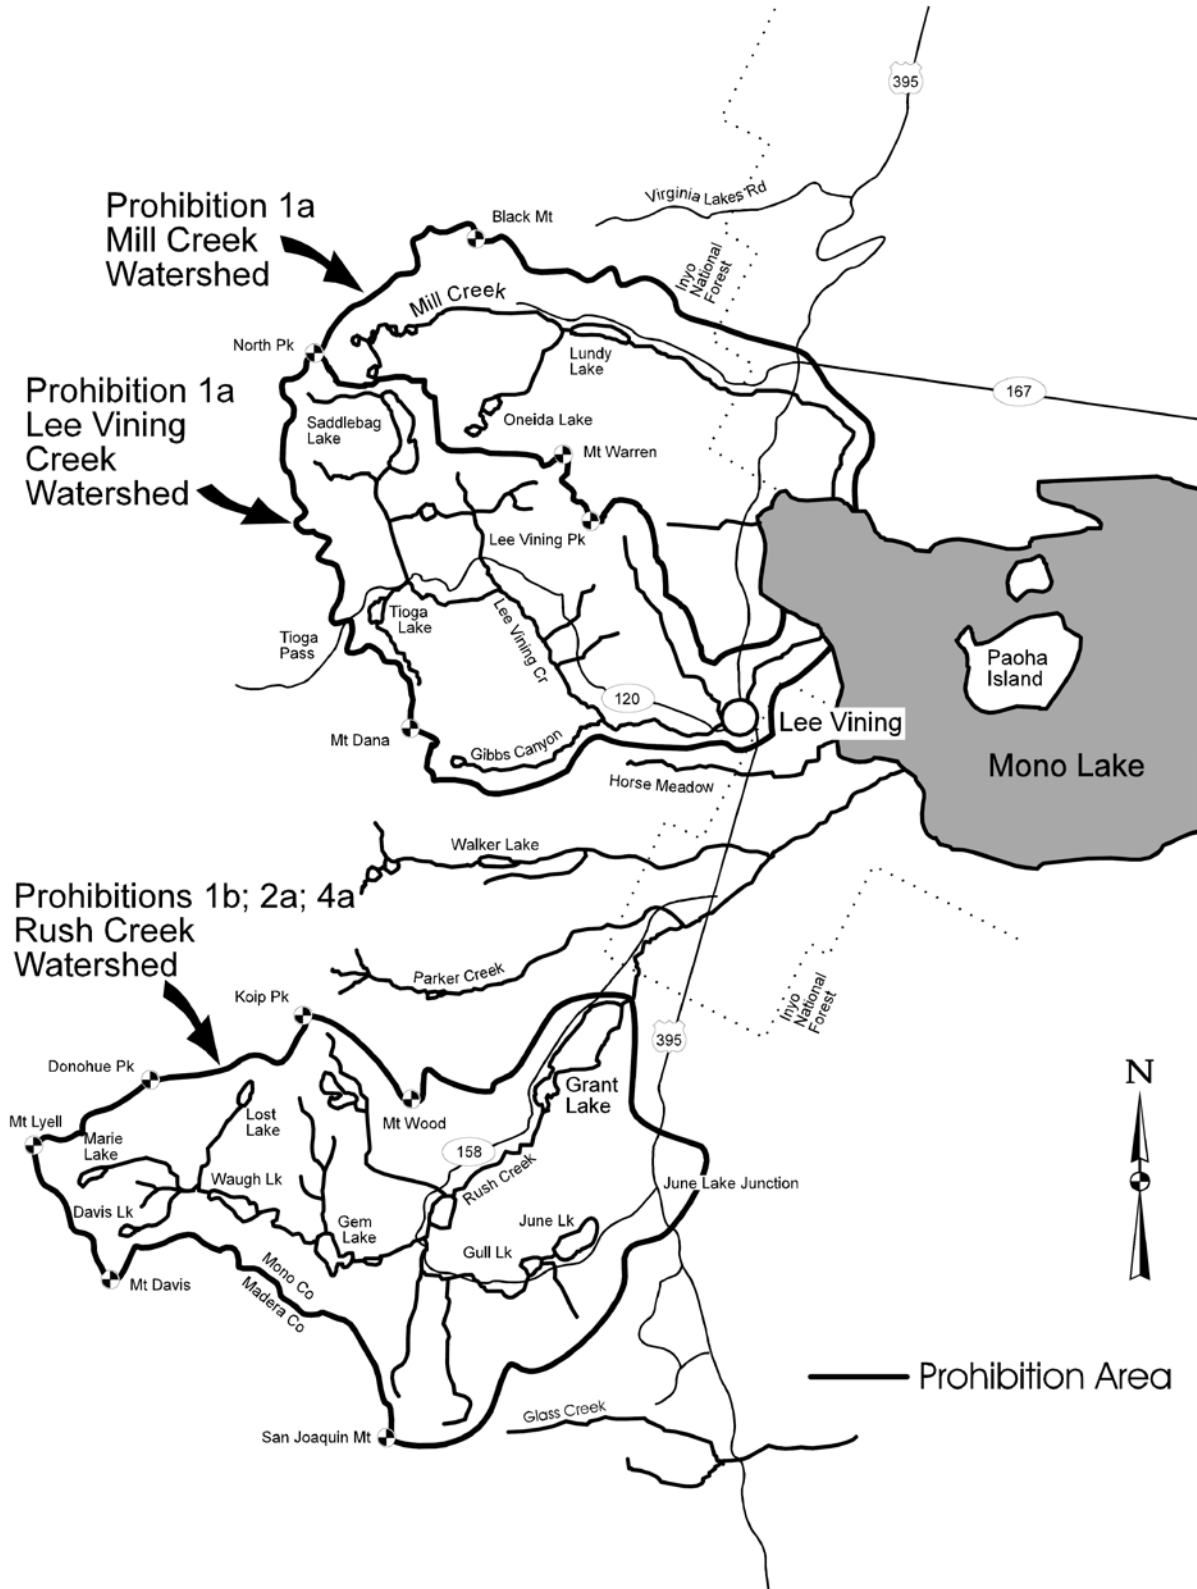 395
Virginia Lakes Rd
Prohibition 1a
Mill Creek
Watershed
Black Mt
Inyo
National
Forest
Mill Creek
North Pk
Lundy
Lake
167
Prohibition 1a
Lee Vining
Creek
Watershed
Saddlebag
Lake
Oneida Lake
Mt Warren
Lee Vining Pk
Tioga
Lake
Lee Vining Cr
Tioga
Pass
Paoha
Island
120
Lee Vining
Mt Dana
Gibbs Canyon
Mono Lake
Horse Meadow
Walker Lake
Prohibitions 1b; 2a; 4a
Rush Creek
Watershed
Parker Creek
Inyo
National
Forest
Koip Pk
395
Donohue Pk
N
Grant
Lake
Lost
Lake
Mt Wood
Mt Lyell
Marie
Lake
158
Rush Creek
Waugh Lk
June Lake Junction
Davis Lk
Gem
Lake
June Lk
Gull Lk
Mt Davis
Mono Co
Madera Co
Prohibition Area
Glass Creek
San Joaquin Mt